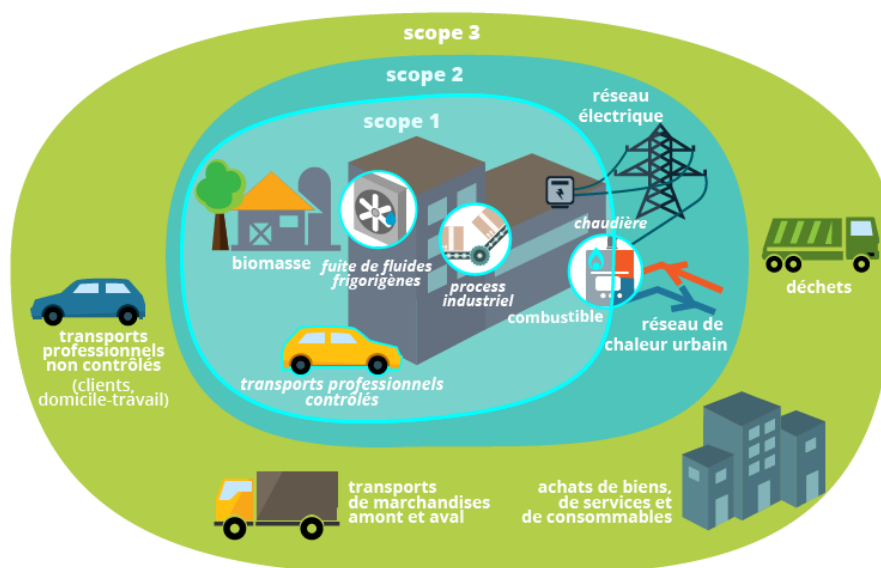 scope 3
scope 2
scope 1
réseau
électrique
biomasse
fuite de fluides
frigorigènes
process
industriel
chaudière
combustible
réseau de
chaleur urbain
déchets
transports
professionnels
non contrôlés
(clients,
domicile-travail)
transports professionnels
contrôlés
transports
de marchandises
amont et aval
achats de biens,
de services et
de consommables